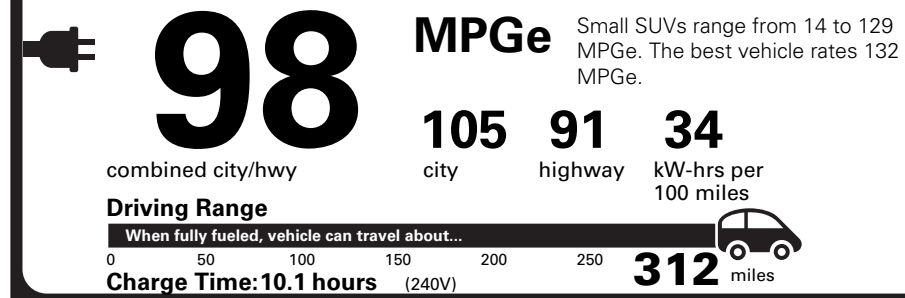 98
MPGe
Small SUVs range from 14 to 129
MPGe. The best vehicle rates 132
MPGe.
combined city/hwy
105
city
91
highway
34
kW-hrs per
100 miles
Driving Range
When fully fueled, vehicle can travel about...
0 50 100 150 200 250 312 miles
Charge Time: 10.1 hours (240V)